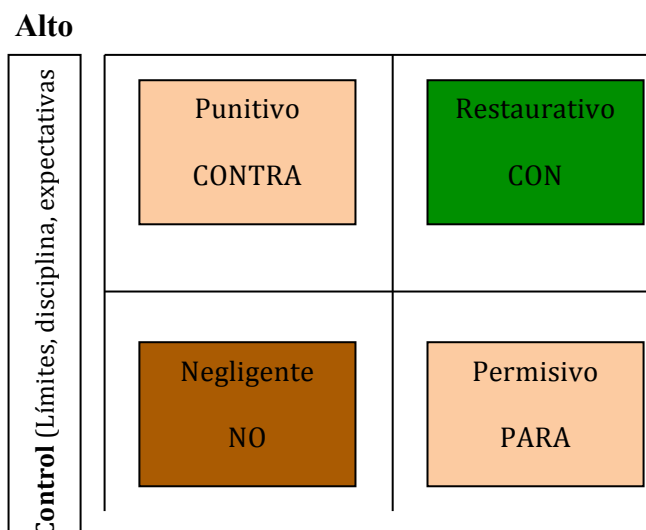 Alto
Control (Límites, disciplina, expectativas
Punitivo
CONTRA
Restaurativo
CON
Negligente
NO
Permisivo
PARA